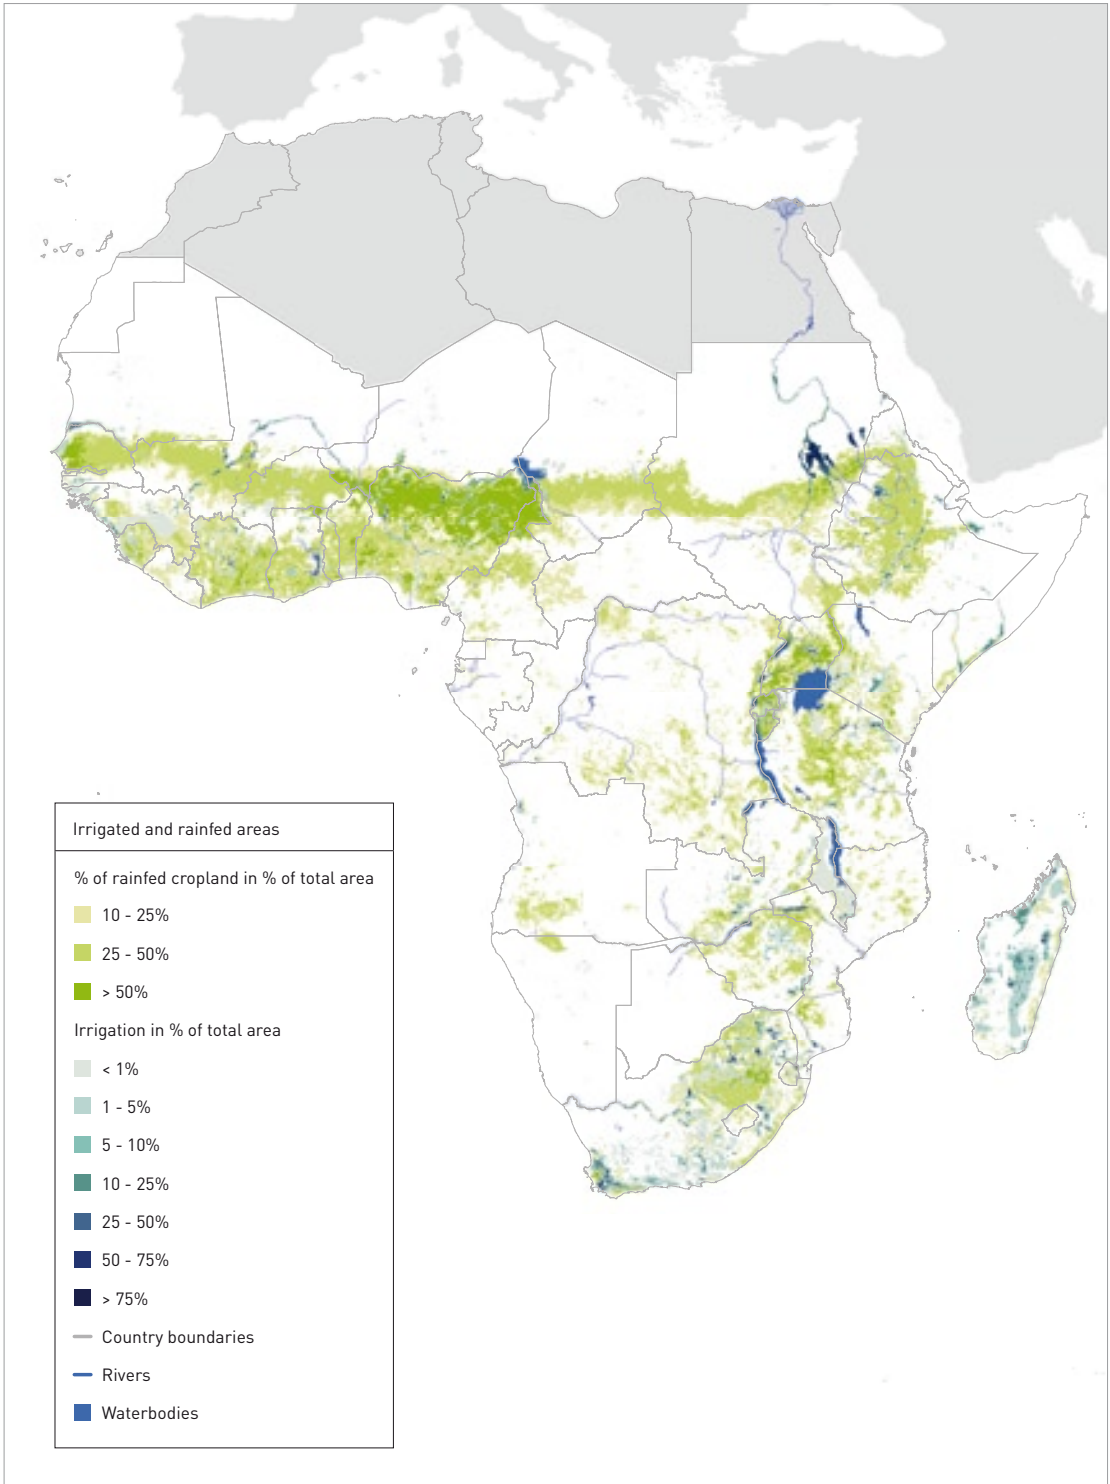 Irrigated and rainfed areas
% of rainfed cropland in % of total area
10 - 25%
25 - 50%
> 50%
Irrigation in % of total area
< 1%
1 - 5%
5 - 10%
10 - 25%
25 - 50%
50 - 75%
> 75%
Country boundaries
Rivers
Waterbodies